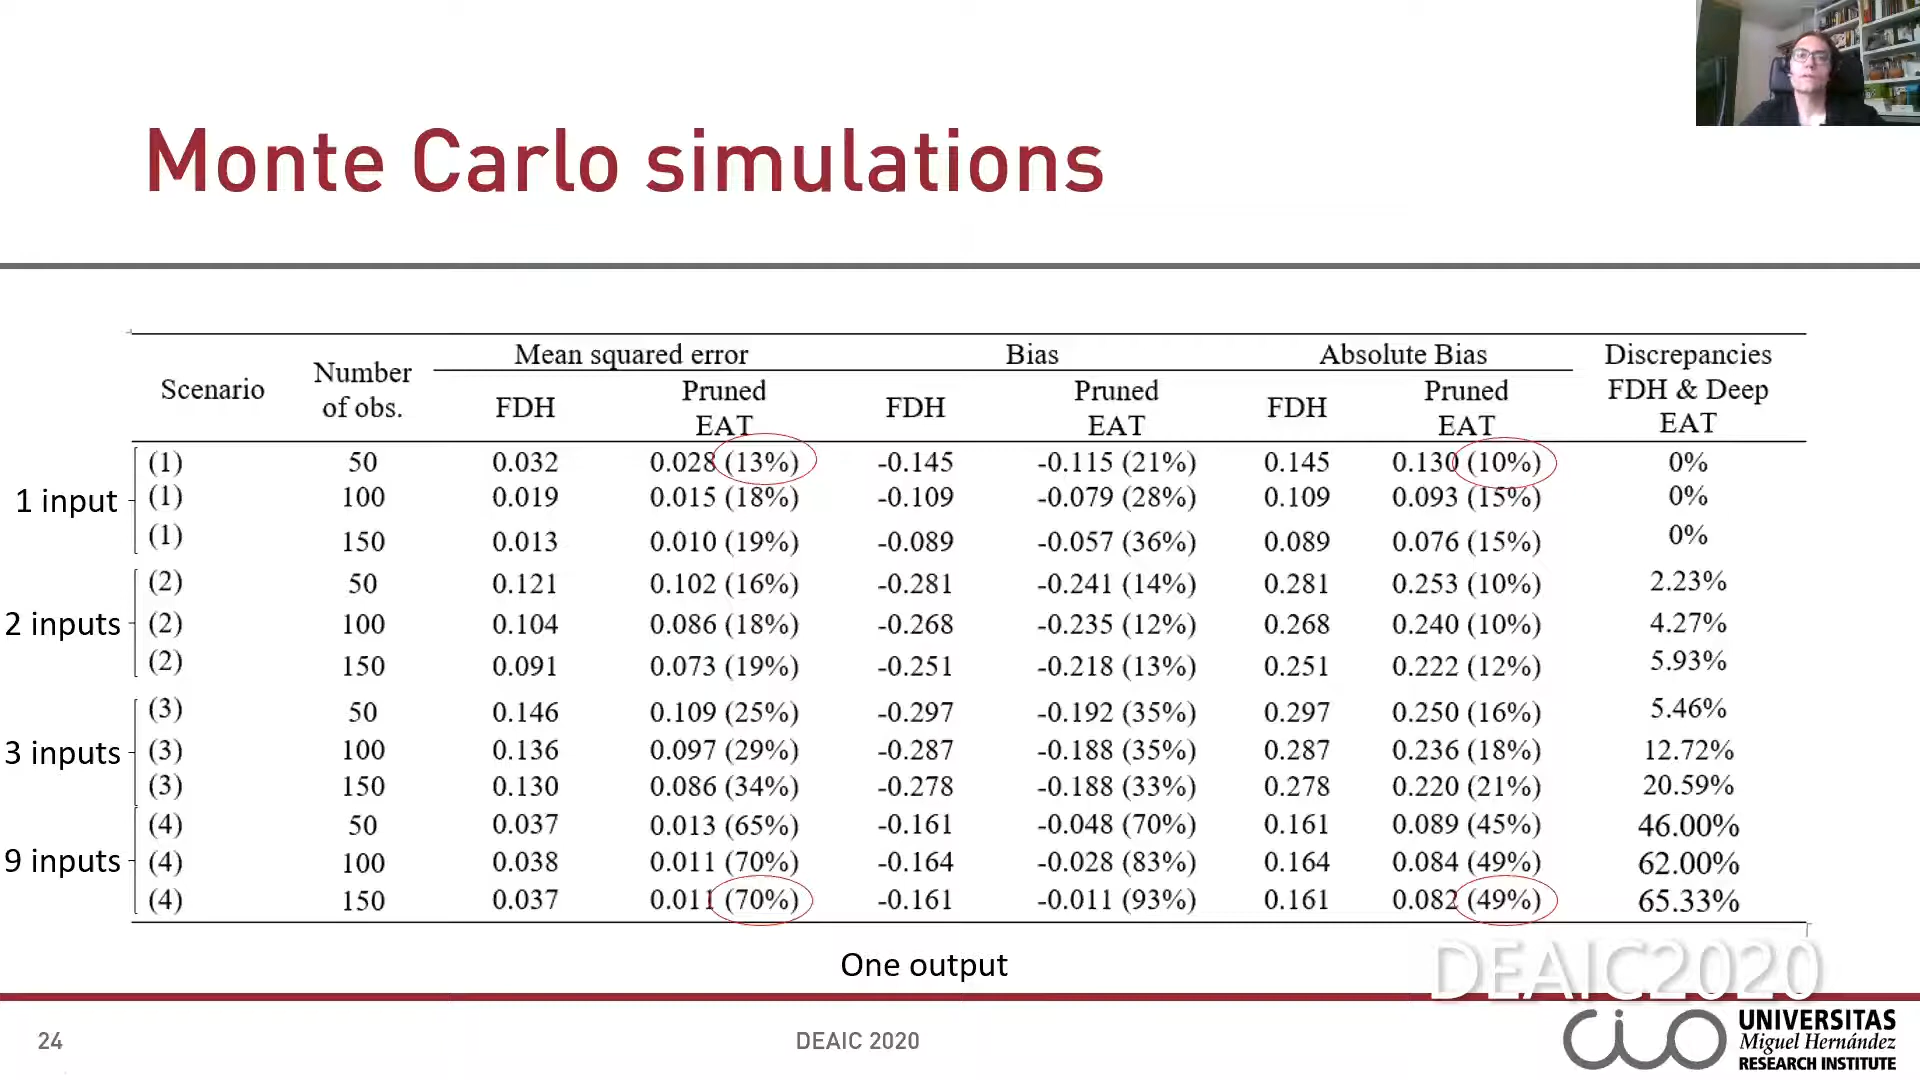 Monte Carlo simulations
Scenario Number of obs. Mean squared error Bias Absolute Bias Discrepancies FDH & Deep EAT
FDH Pruned EAT FDH Pruned EAT FDH Pruned EAT
1 input
(1) 50 0.032 0.028 (13%) -0.145 -0.115 (21%) 0.145 0.130 (10%) 0%
(1) 100 0.019 0.015 (18%) -0.109 -0.079 (28%) 0.109 0.093 (15%) 0%
(1) 150 0.013 0.010 (19%) -0.089 -0.057 (36%) 0.089 0.076 (15%) 0%
2 inputs
(2) 50 0.121 0.102 (16%) -0.281 -0.241 (14%) 0.281 0.253 (10%) 2.23%
(2) 100 0.104 0.086 (18%) -0.268 -0.235 (12%) 0.268 0.240 (10%) 4.27%
(2) 150 0.091 0.073 (19%) -0.251 -0.218 (13%) 0.251 0.222 (12%) 5.93%
3 inputs
(3) 50 0.146 0.109 (25%) -0.297 -0.192 (35%) 0.297 0.250 (16%) 5.46%
(3) 100 0.136 0.097 (29%) -0.287 -0.188 (35%) 0.287 0.236 (18%) 12.72%
(3) 150 0.130 0.086 (34%) -0.278 -0.188 (33%) 0.278 0.220 (21%) 20.59%
9 inputs
(4) 50 0.037 0.013 (65%) -0.161 -0.048 (70%) 0.161 0.089 (45%) 46.00%
(4) 100 0.038 0.011 (70%) -0.164 -0.028 (83%) 0.164 0.084 (49%) 62.00%
(4) 150 0.037 0.011 (70%) -0.161 -0.011 (93%) 0.161 0.082 (49%) 65.33%
One output
DEAIC2020
24
DEAIC 2020
cio
UNIVERSITAS
Miguel Hernández
RESEARCH INSTITUTE